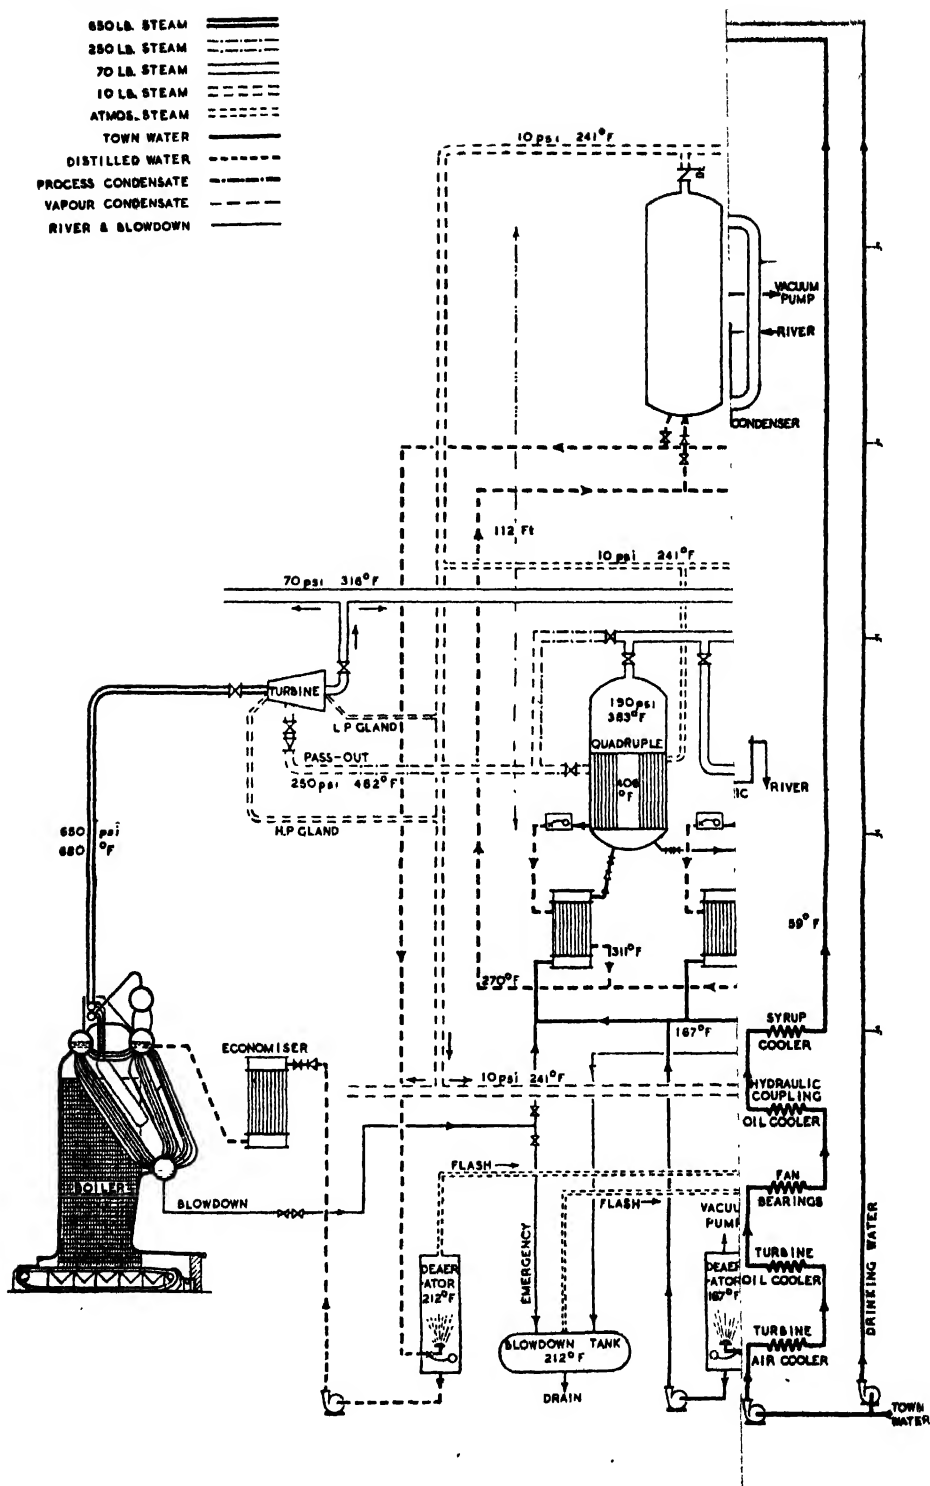 650 LB. STEAM
250 LB. STEAM
70 LB. STEAM
10 LB. STEAM
ATMOS. STEAM
TOWN WATER
DISTILLED WATER
PROCESS CONDENSATE
VAPOUR CONDENSATE
RIVER & BLOWDOWN
10 psi 241°F
VACUUM
PUMP
RIVER
CONDENSER
112 Ft
10 psi 241°F
70 psi 316°F
TURBINE
L P GLAND
PASS-OUT
250 psi 462°F
H.P GLAND
190 psi
383°F
QUADRUPLE
406
°F
IC
RIVER
650 psi
680 °F
59°F
311°F
270°F
167°F
SYRUP
COOLER
ECONOMISER
10 psi 241°F
HYDRAULIC
COUPLING
OIL COOLER
BOILER
FLASH
FAN
BEARINGS
BLOWDOWN
FLASH
VACUU
PUMP
EMERGENCY
DEAER
-ATOR
212°F
DEAER
-ATOR
167°F
TURBINE
OIL COOLER
DRINKING WATER
BLOWDOWN TANK
212°F
TURBINE
AIR COOLER
DRAIN
TOWN
WATER